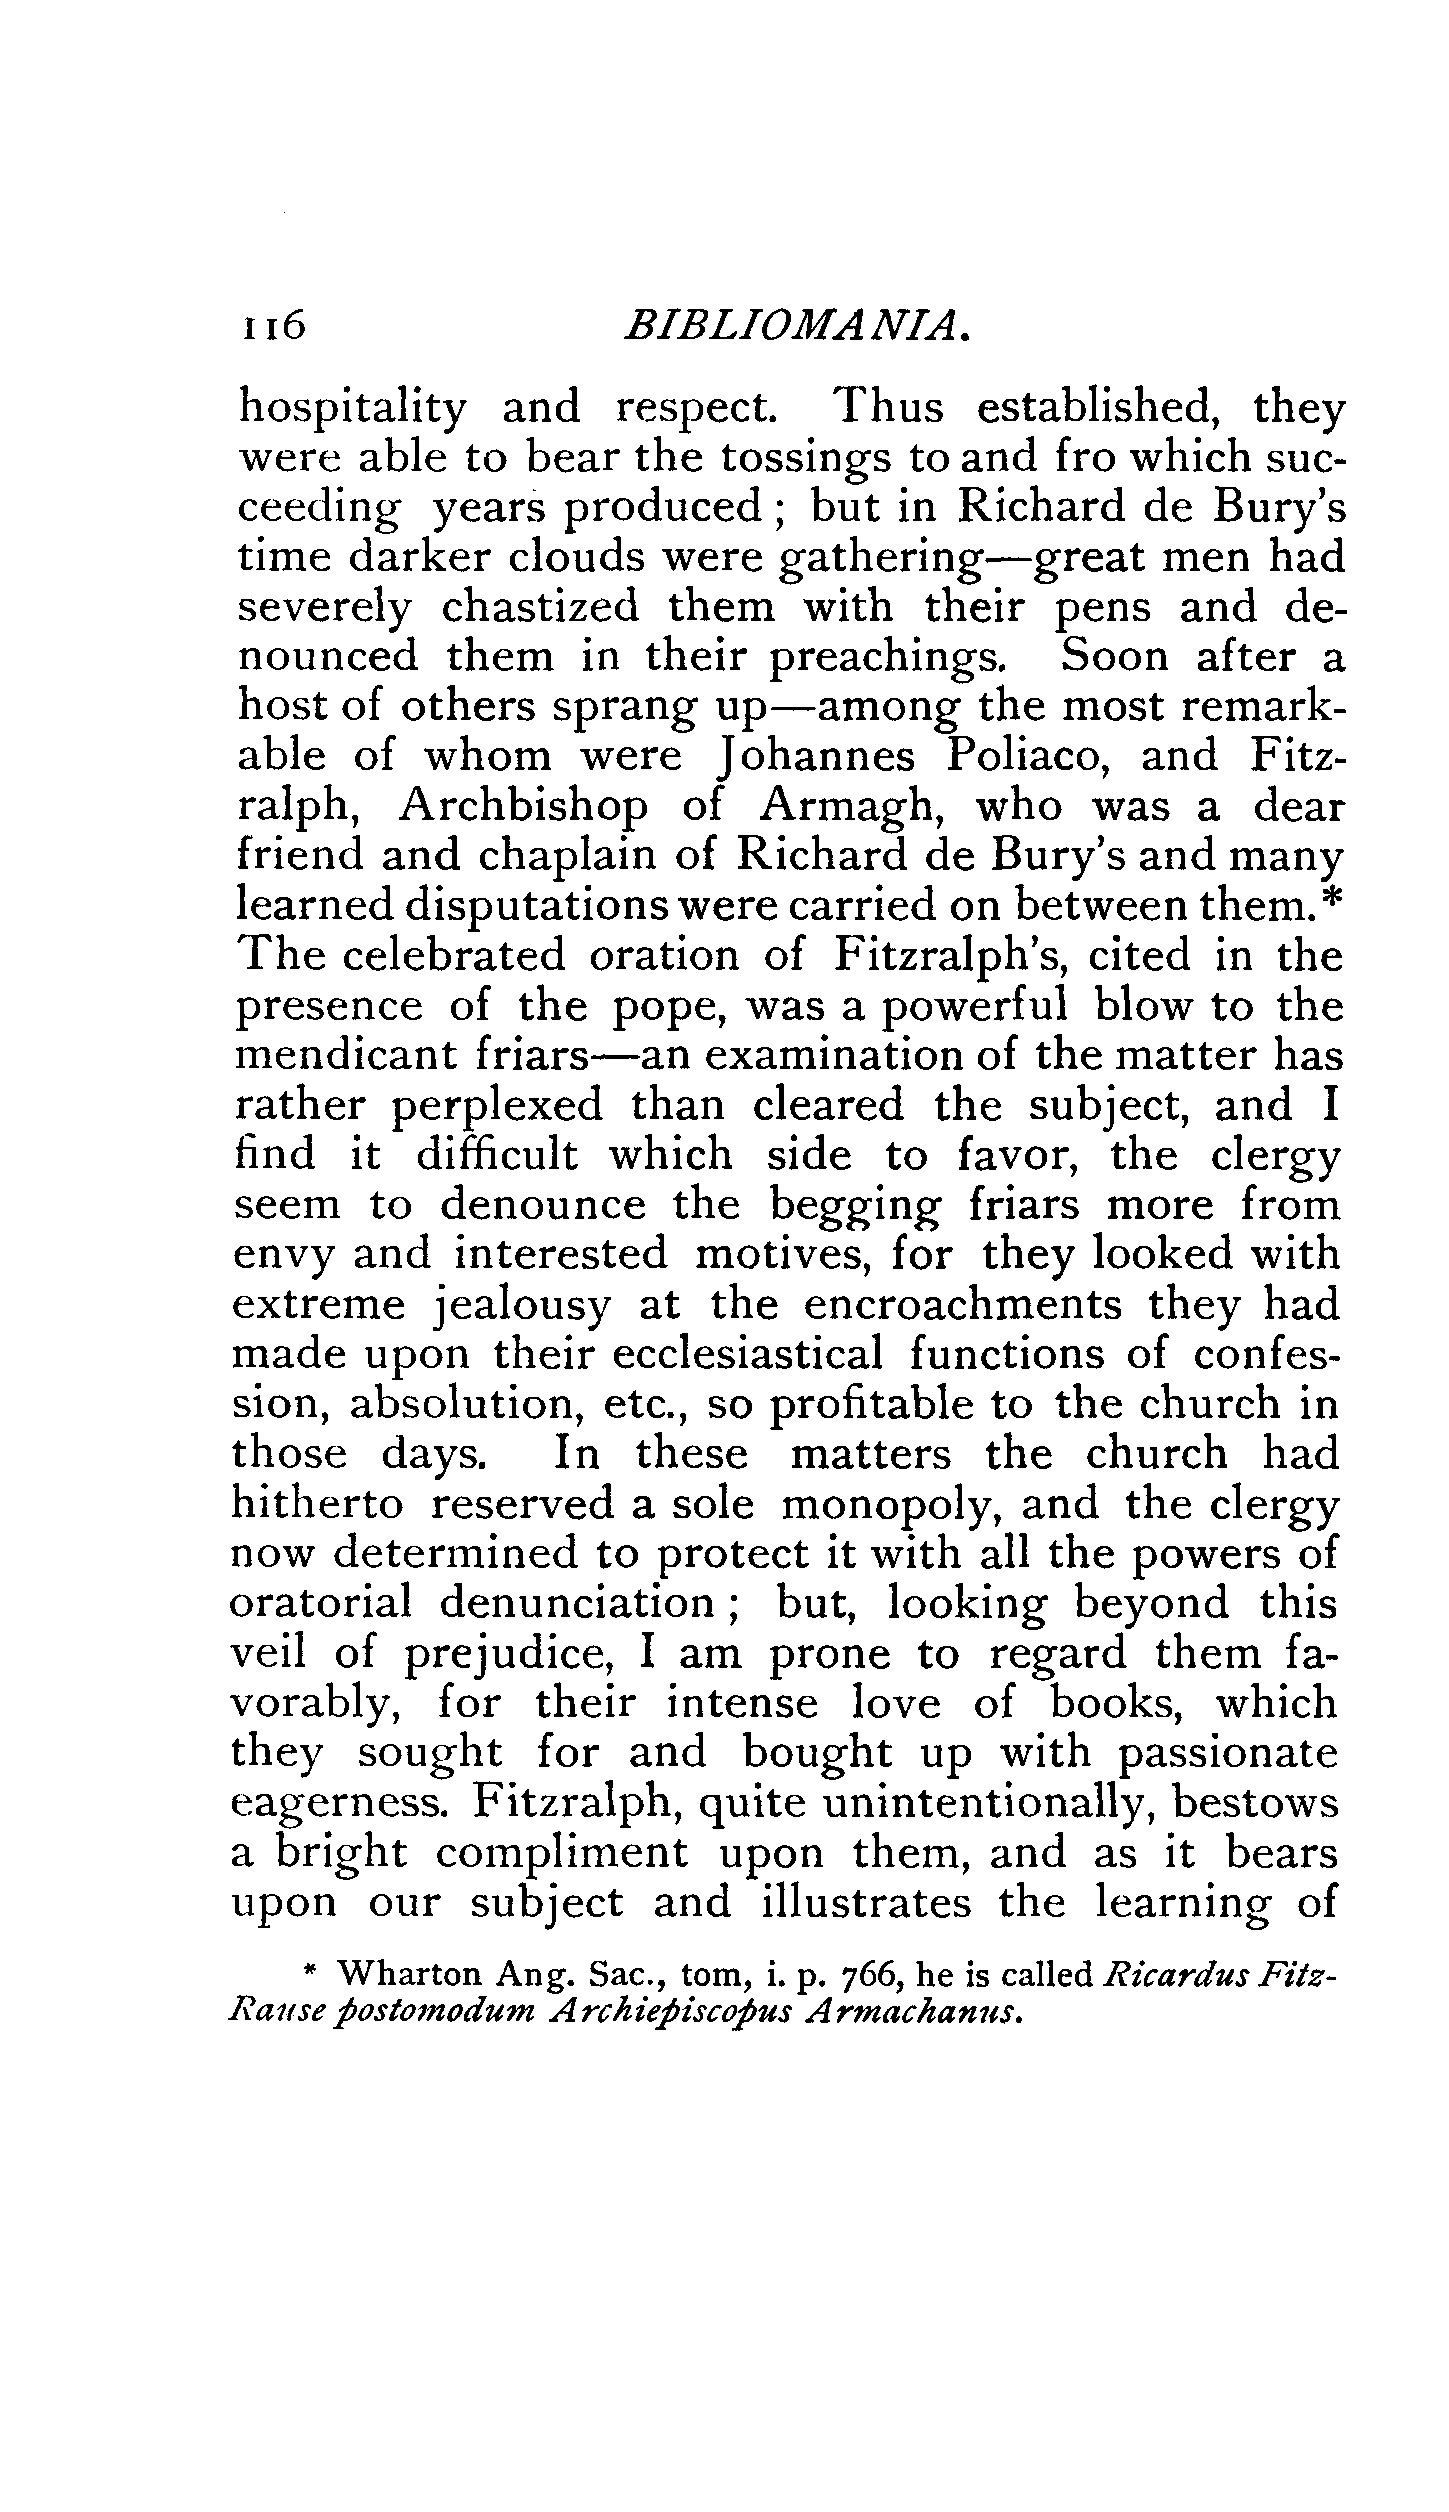 116 BIBLIOMANIA.
hospitality and respect. Thus established, they
were able to bear the tossings to and fro which suc-
ceeding years produced ; but in Richard de Bury's
time darker clouds were gathering—great men had
severely chastized them with their pens and de-
nounced them in their preachings. Soon after a
host of others sprang up—among the most remark-
able of whom were Johannes Poliaco, and Fitz-
ralph, Archbishop of Armagh, who was a dear
friend and chaplain of Richard de Bury's and many
learned disputations were carried on between them.*
The celebrated oration of Fitzralph's, cited in the
presence of the pope, was a powerful blow to the
mendicant friars—an examination of the matter has
rather perplexed than cleared the subject, and I
find it difficult which side to favor, the clergy
seem to denounce the begging friars more from
envy and interested motives, for they looked with
extreme jealousy at the encroachments they had
made upon their ecclesiastical functions of confes-
sion, absolution, etc., so profitable to the church in
those days. In these matters the church had
hitherto reserved a sole monopoly, and the clergy
now determined to protect it with all the powers of
oratorial denunciation ; but, looking beyond this
veil of prejudice, I am prone to regard them fa-
vorably, for their intense love of books, which
they sought for and bought up with passionate
eagerness. Fitzralph, quite unintentionally, bestows
a bright compliment upon them, and as it bears
upon our subject and illustrates the learning of
* Wharton Ang. Sac., tom, i. p. 766, he is called Ricardus Fitz-
Rause postomodum Archiepiscopus Armachanus.